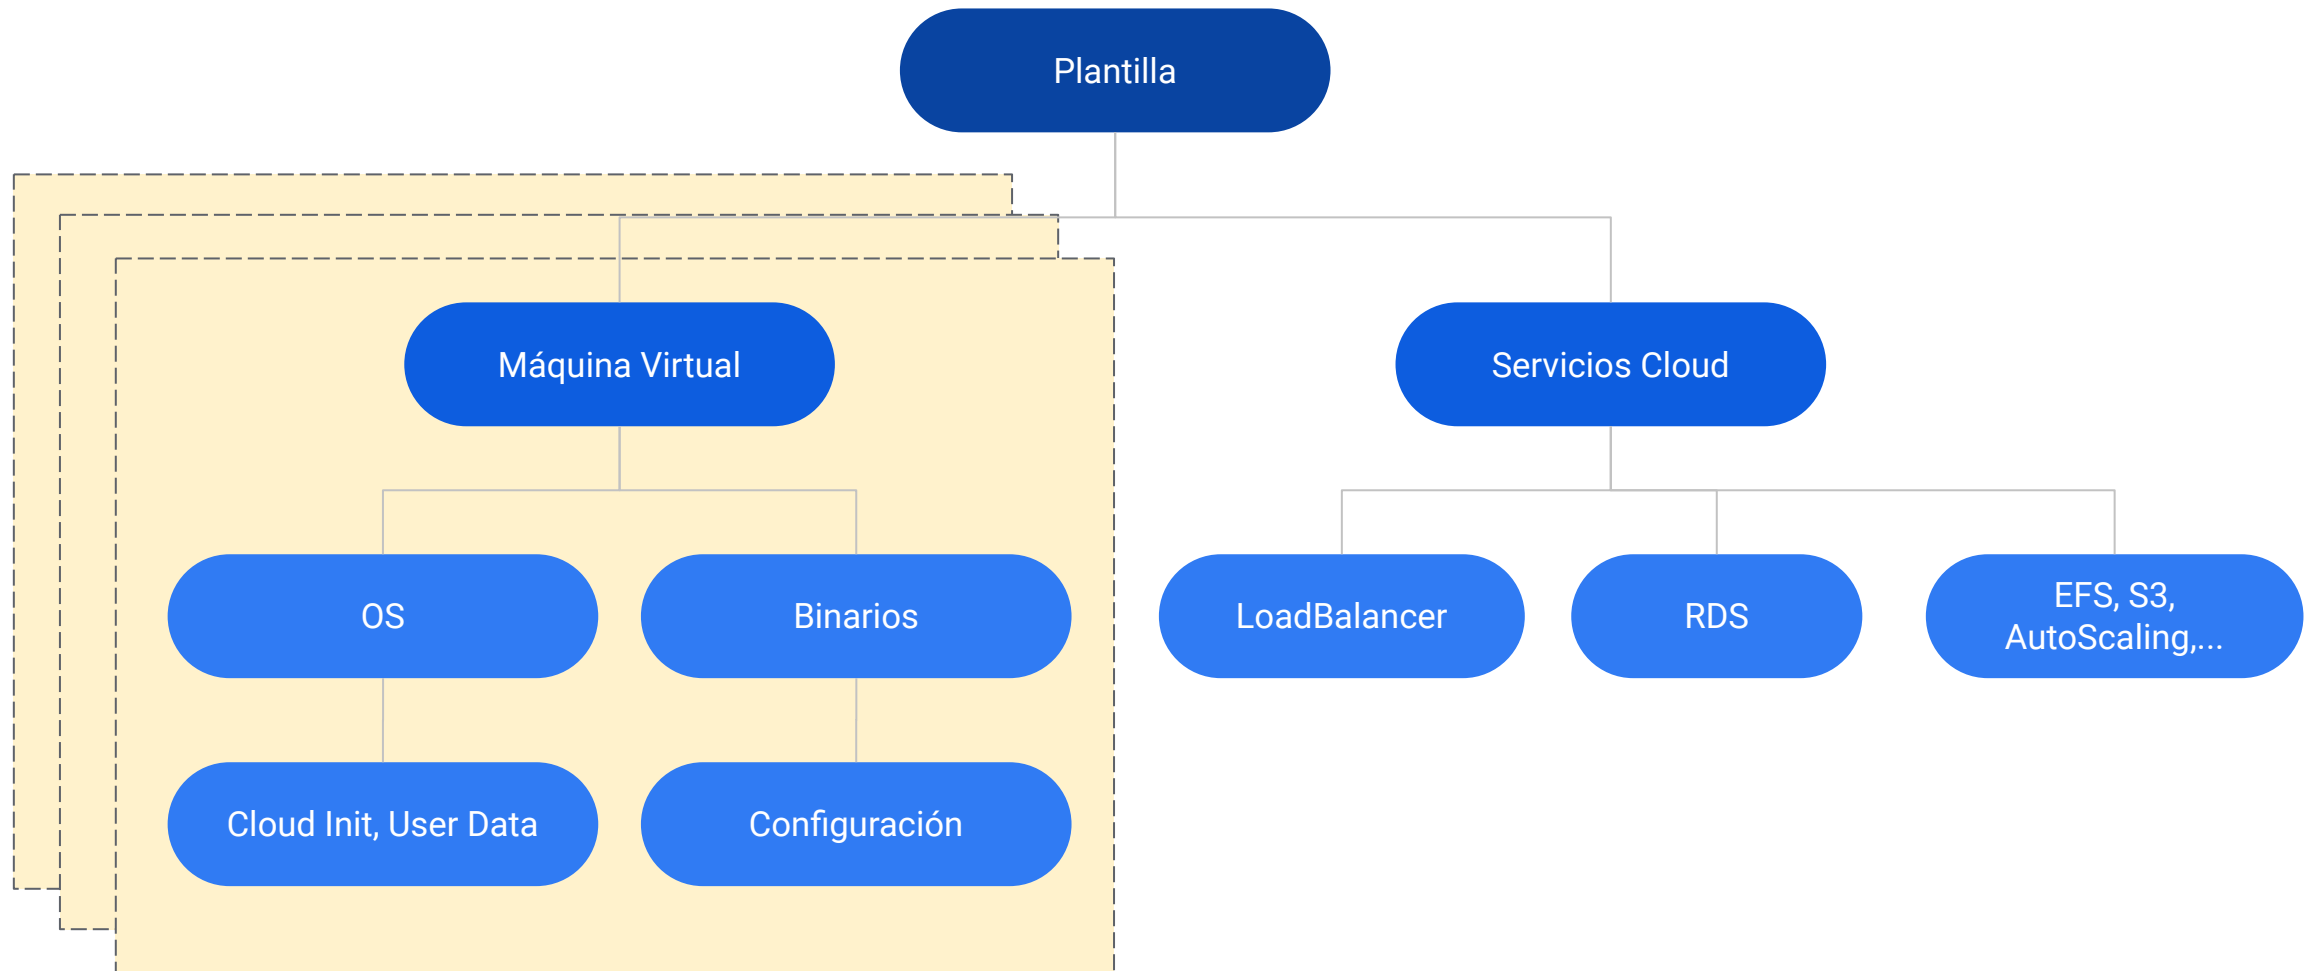 Plantilla
Máquina Virtual
Servicios Cloud
OS
Binarios
LoadBalancer
RDS
EFS, S3,
AutoScaling,...
Cloud Init, User Data
Configuración